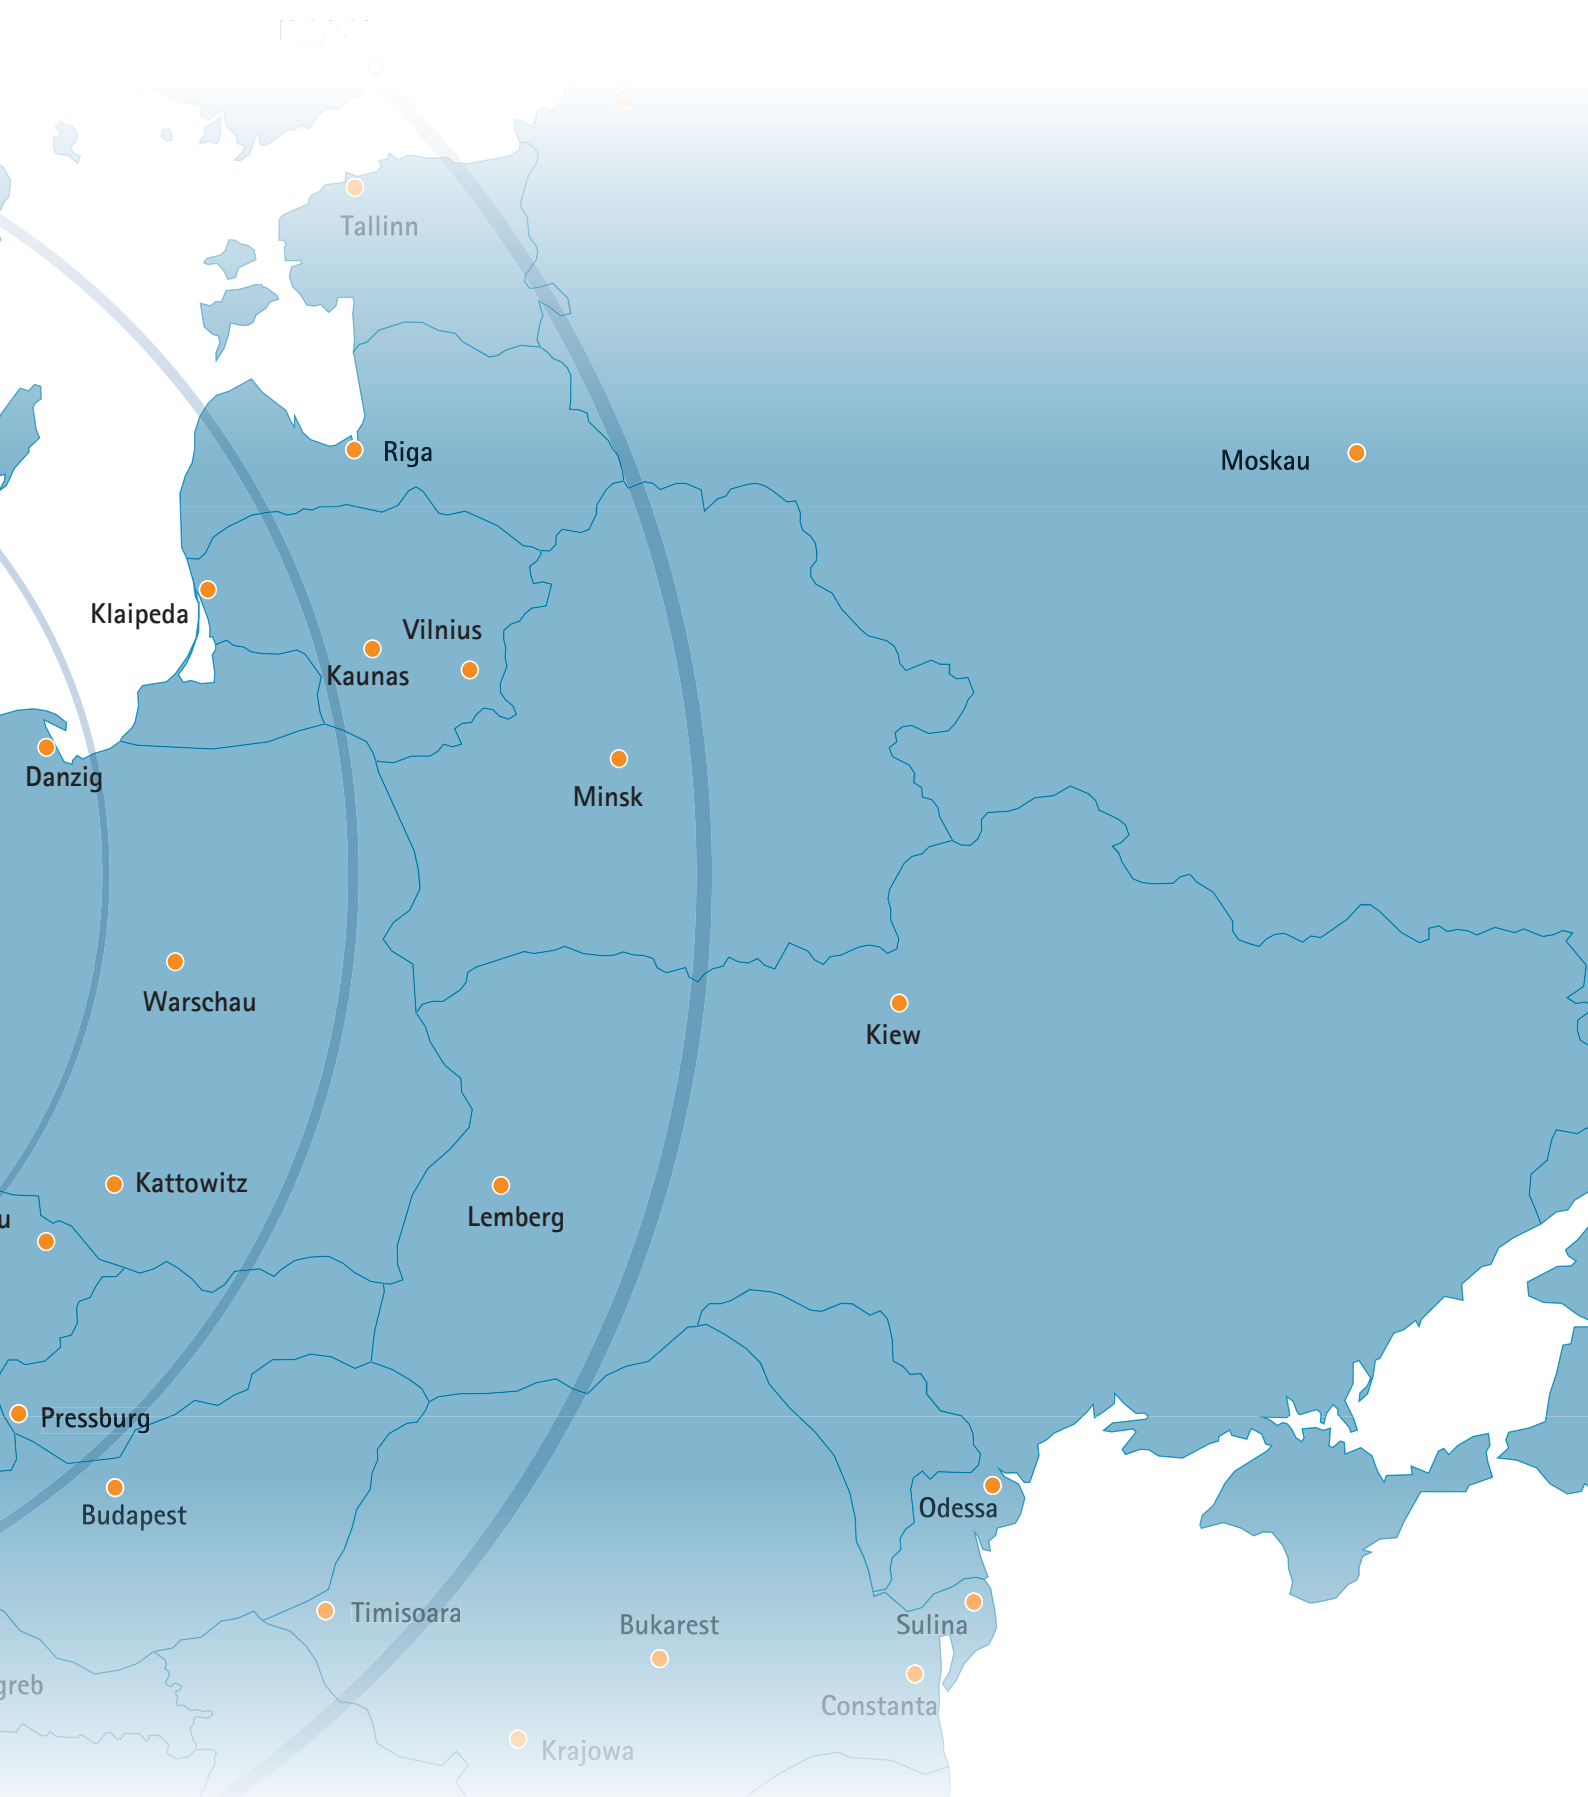 Tallinn
Riga
Moskau
Klaipeda
Vilnius
Kaunas
Danzig
Minsk
Warschau
Kiew
Kattowitz
u
Lemberg
Pressburg
Odessa
Budapest
Timisoara
Bukarest
Sulina
greb
Constanta
Krajowa